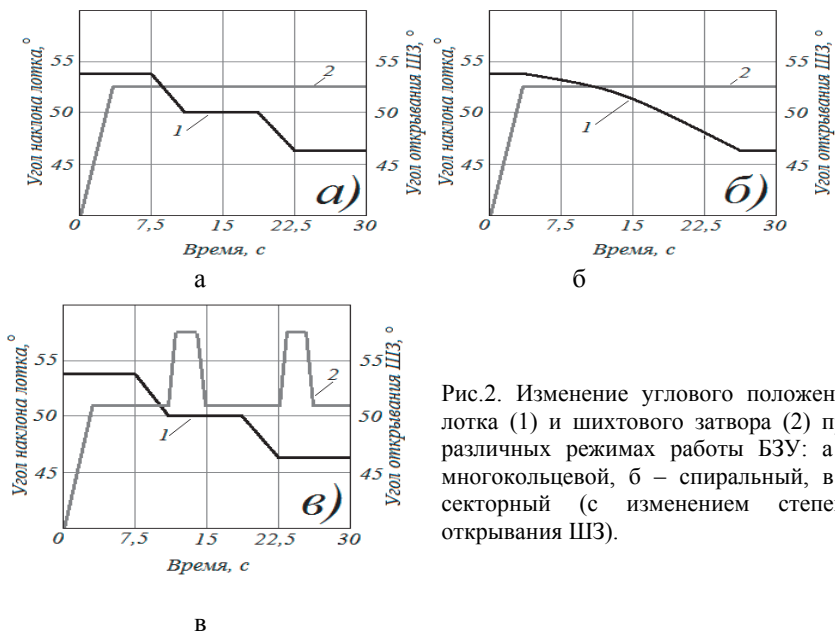 Угол наклона лотка,°
55
50
45
2
1
а)
55
50
45
Угол открывания ШЗ,°
0 7,5 15 22,5 30
Время, с
а
Угол наклона лотка,°
55
50
45
2
1
б)
55
50
45
Угол открывания ШЗ,°
0 7,5 15 22,5 30
Время, с
б
Угол наклона лотка,°
55
50
45
2
1
в)
55
50
45
Угол открывания ШЗ,°
0 7,5 15 22,5 30
Время, с
в
Рис.2. Изменение углового положен
лотка (1) и шихтового затвора (2) п
различных режимах работы БЗУ: а
многокольцевой, б – спиральный, в
секторный (с изменением степе
открывания ШЗ).